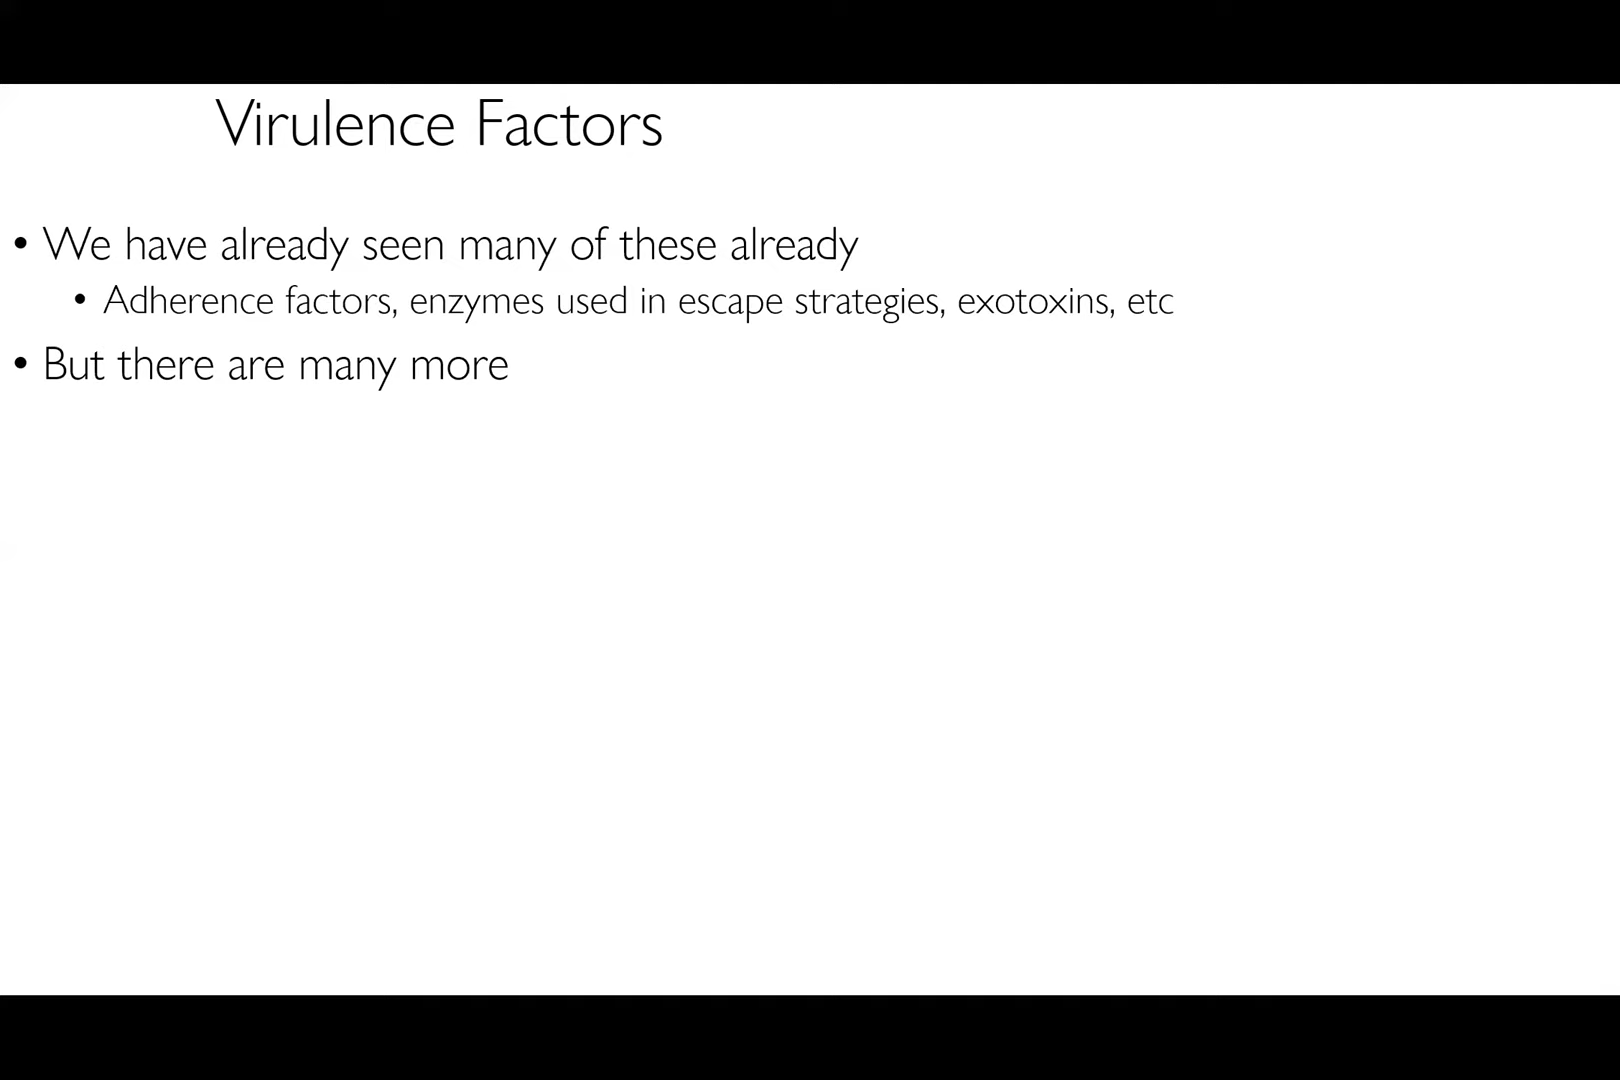 Virulence Factors
• We have already seen many of these already
• Adherence factors, enzymes used in escape strategies, exotoxins, etc
• But there are many more